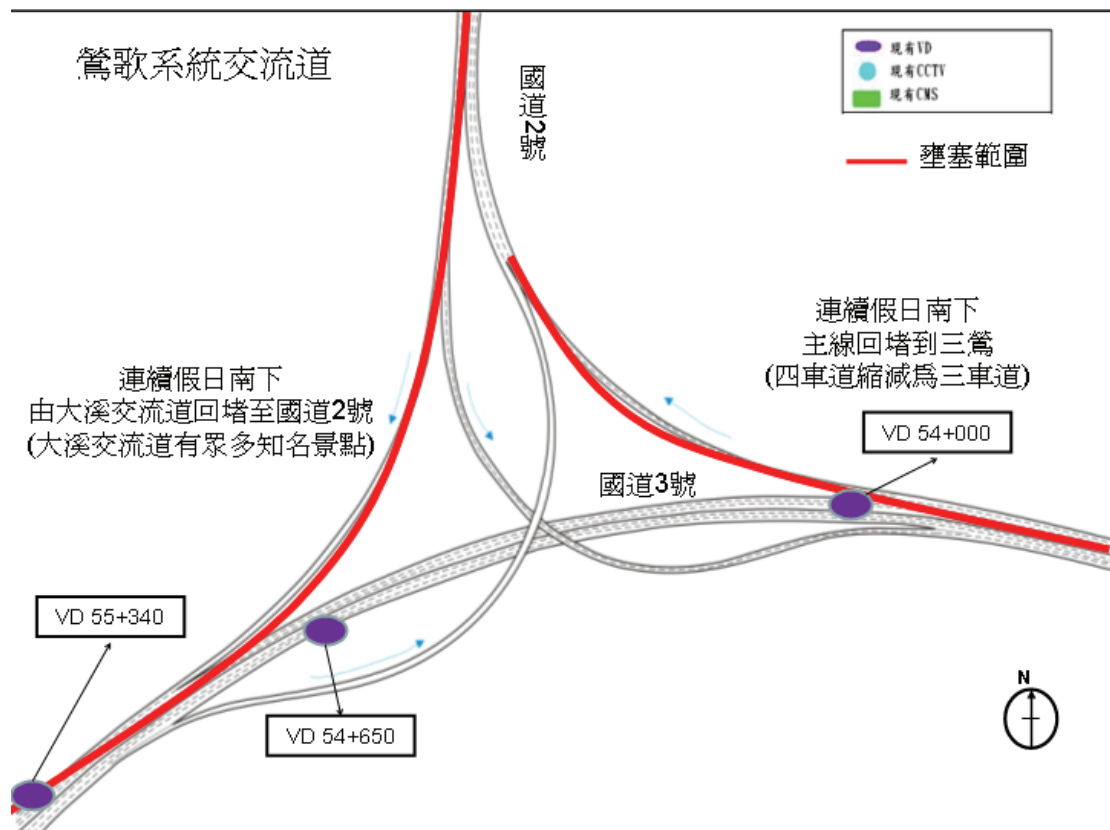 鶯歌系統交流道
國道2號
現有VD
現有CCTV
現有CMS
壅塞範圍
連續假日南下
主線回堵到三鶯
(四車道縮減為三車道)
連續假日南下
由大溪交流道回堵至國道2號
(大溪交流道有眾多知名景點)
VD 54+000
國道3號
VD 55+340
VD 54+650
N